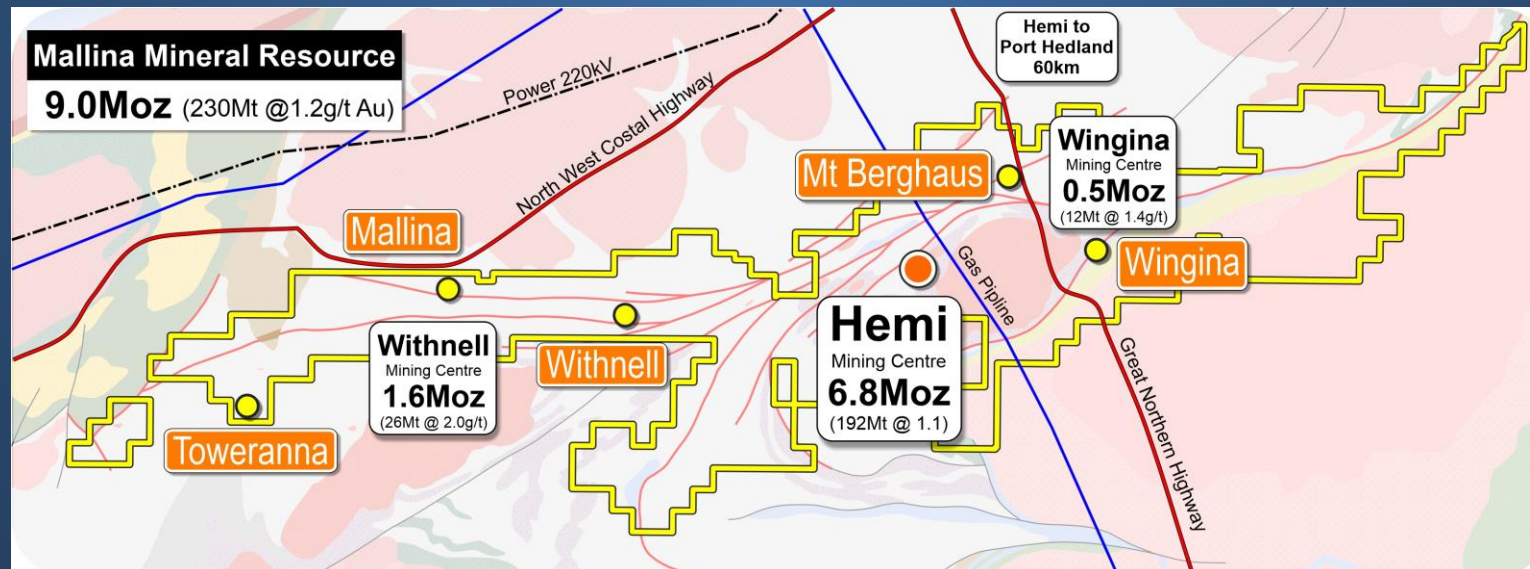 Mallina Mineral Resource
9.0Moz (230Mt @1.2g/t Au)
Power 220kV
North West Costal Highway
Hemi to
Port Hedland
60km
Mt Berghaus
Wingina
Mining Centre
0.5Moz
(12Mt @ 1.4g/t)
Mallina
Wingina
Gas Pipline
Withnell
Mining Centre
1.6Moz
(26Mt @ 2.0g/t)
Withnell
Hemi
Mining Centre
6.8Moz
(192Mt @ 1.1)
Great Northern Highway
Toweranna